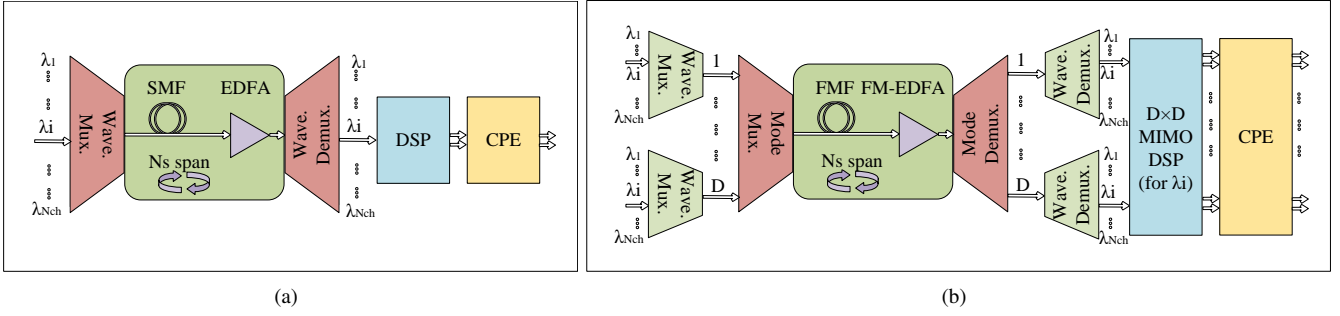 λ1
λi
λNch
Wave.
Mux.
SMF
EDFA
Ns span
Wave.
Demux.
λ1
λi
λNch
DSP
CPE
(a)
λ1
λi
λNch
Wave.
Mux.
1
λ1
λi
λNch
Wave.
Mux.
D
Mode
Mux.
FMF
FM-EDFA
Ns span
Mode
Demux.
1
D
Wave.
Demux.
λ1
λi
λNch
Wave.
Demux.
λ1
λi
λNch
D×D
MIMO
DSP
(for λi)
CPE
(b)